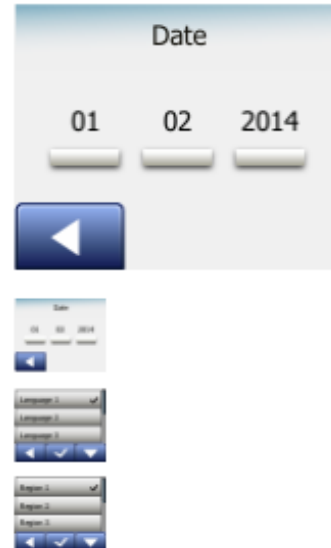 Date
01 02 2014
Date
01 02 2014
Language 1
Language 2
Language 3
Region 1
Region 2
Region 3